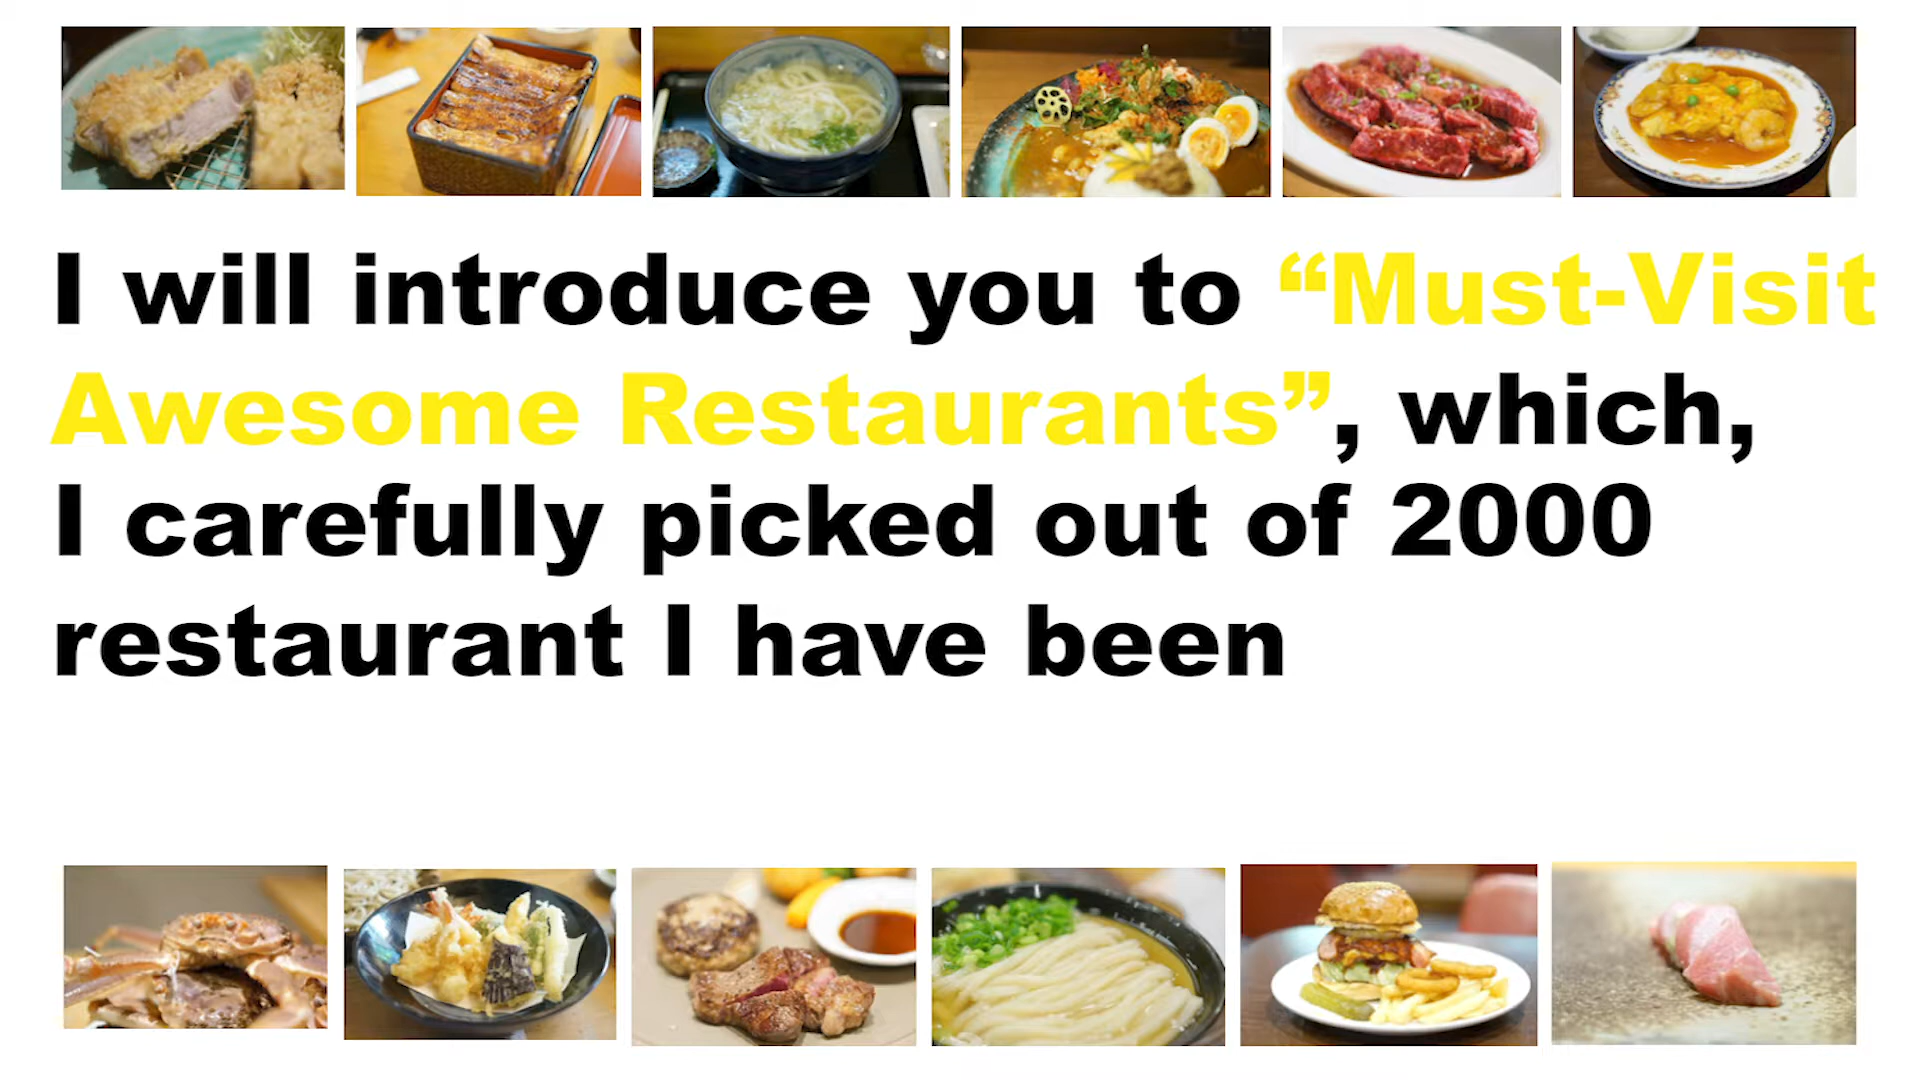 I will introduce you to “Must-Visit
Awesome Restaurants”, which,
I carefully picked out of 2000
restaurant I have been